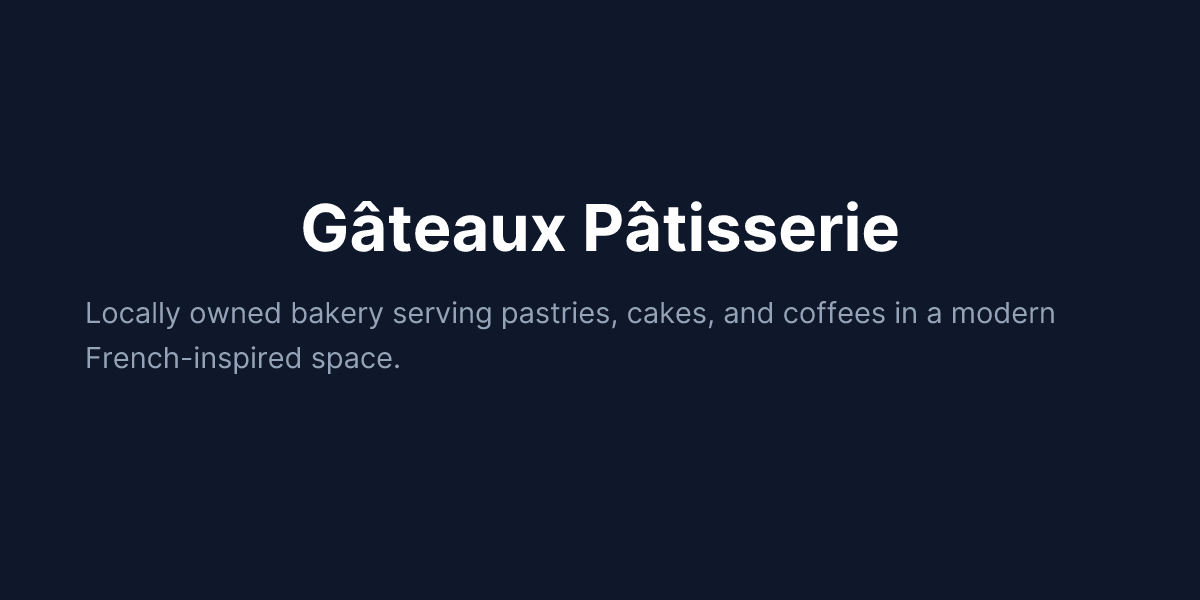 Gâteaux Pâtisserie
Locally owned bakery serving pastries, cakes, and coffees in a modern
French-inspired space.